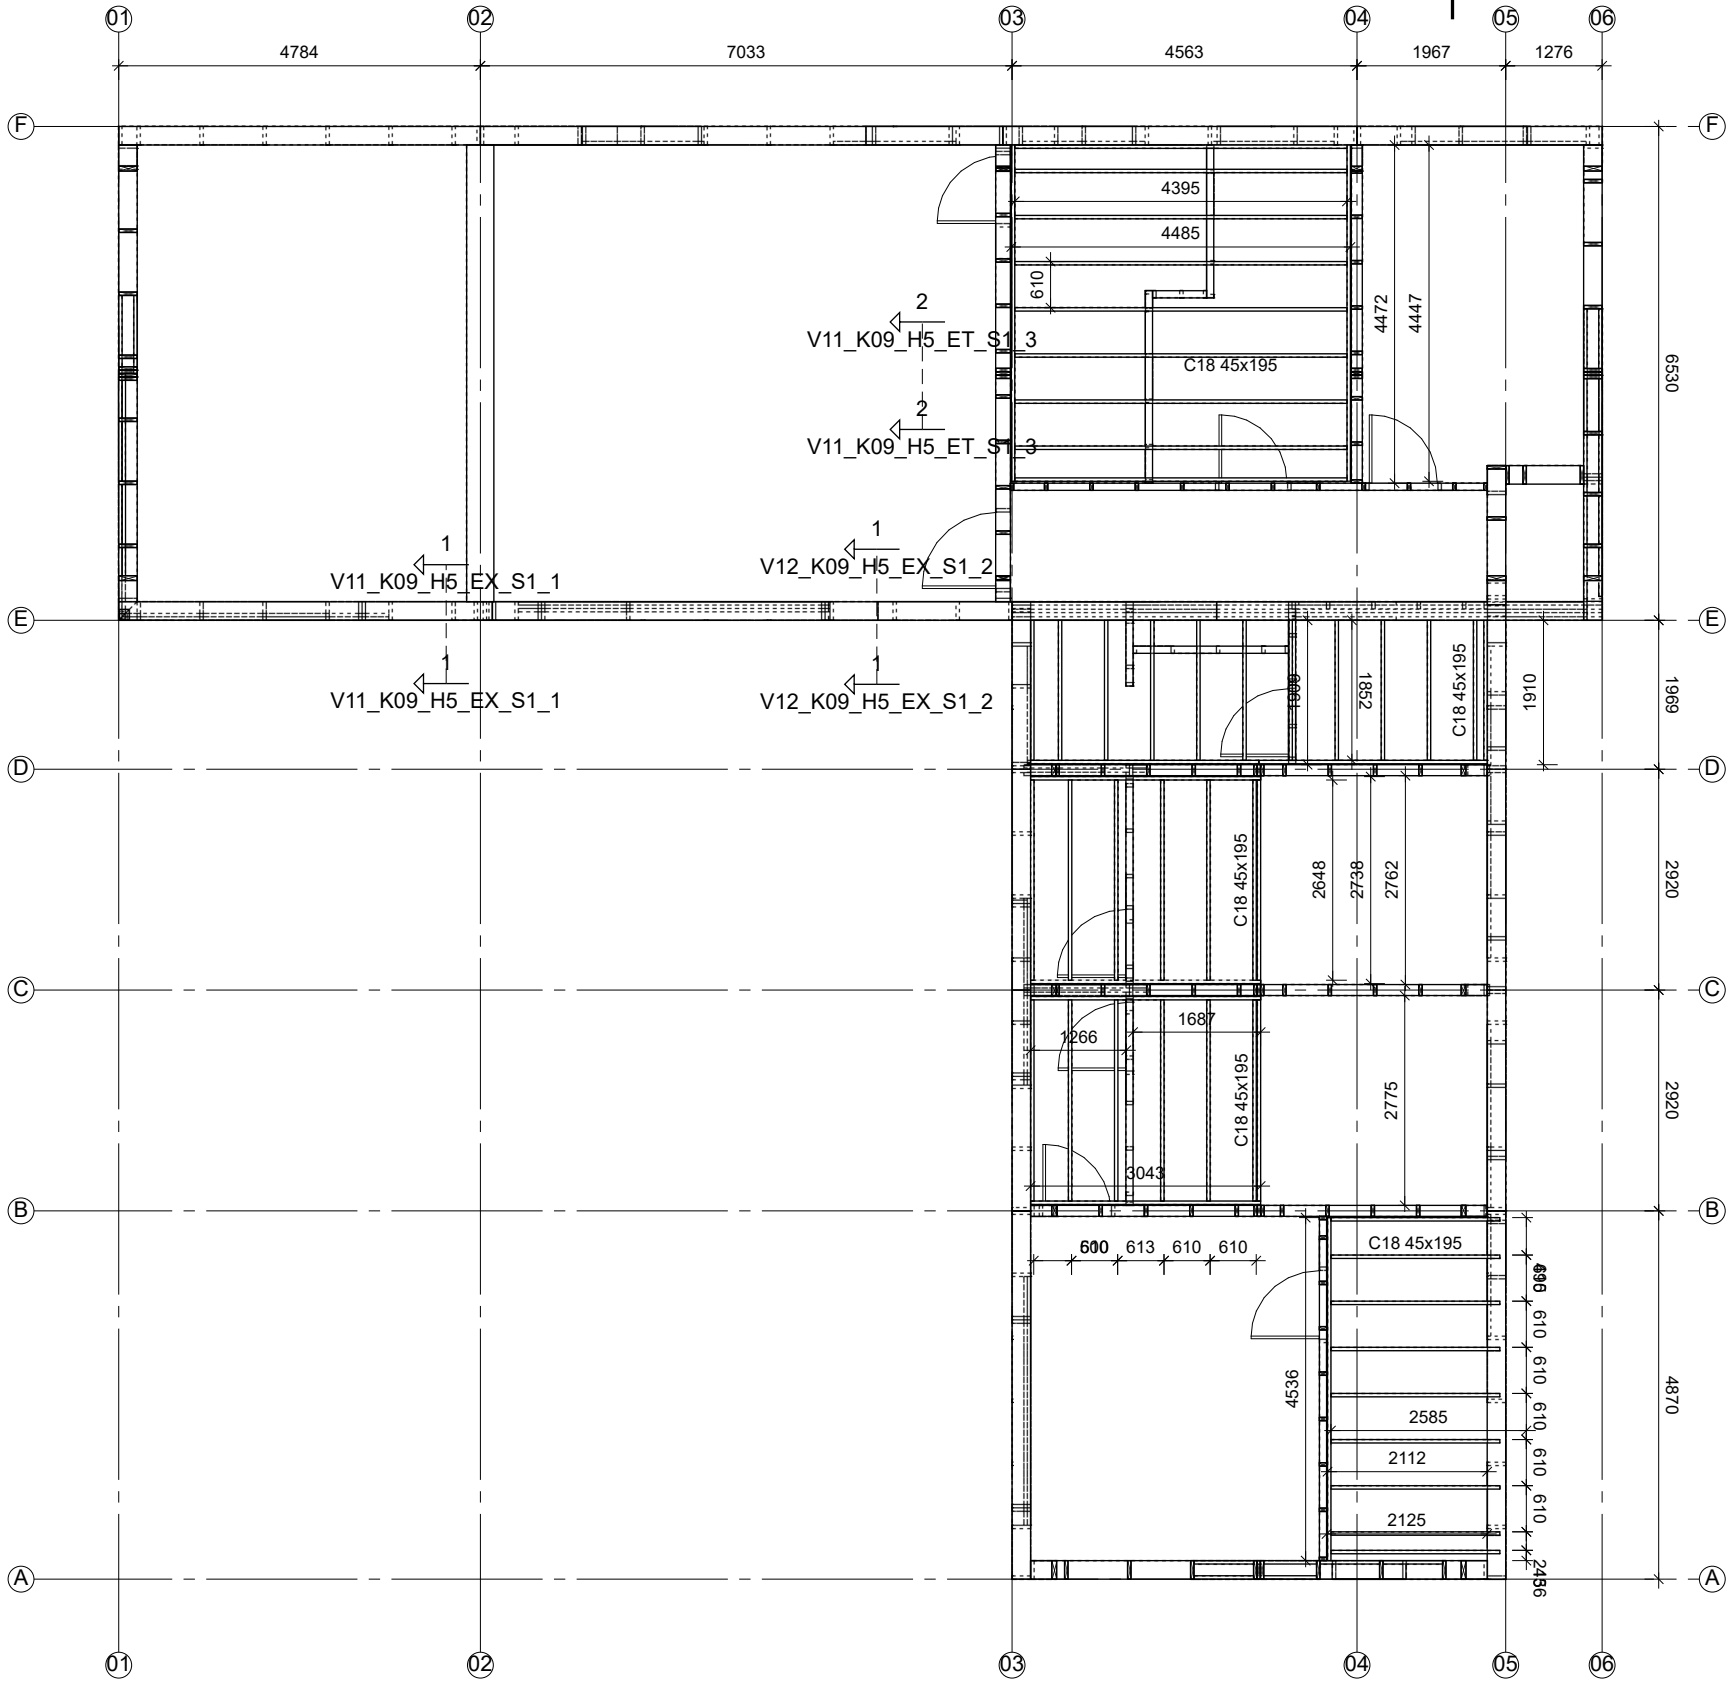 01 02 03 04 05 06
4784 7033 4563 1967 1276
F F
4395
4485
610
2
V11_K09_H5_ET_S1_3
4472 4447
C18 45x195
6530
2
V11_K09_H5_ET_S1_3
1
V11_K09_H5_EX_S1_1
1
V12_K09_H5_EX_S1_2
E E
1
V11_K09_H5_EX_S1_1
1
V12_K09_H5_EX_S1_2
1852
C18 45x195
1910
1969
D D
C18 45x195
2648 2738 2762
2920
C C
1266
1687
C18 45x195
2775
2920
3043
B B
610 613 610 610
C18 45x195
610
610
610
610
610
4536
2585
2112
2125
4870
A A
01 02 03 04 05 06